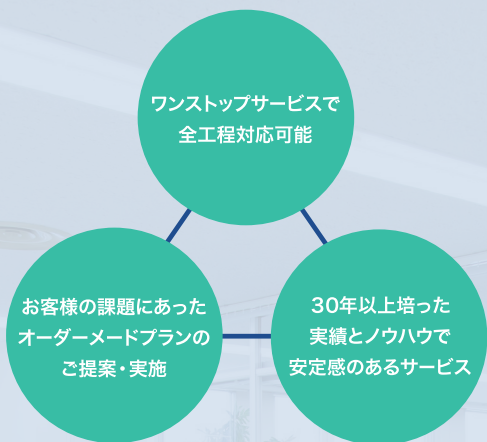 ワンストップサービスで
全工程対応可能
お客様の課題にあった
オーダーメードプランの
ご提案・実施
30年以上培った
実績とノウハウで
安定感のあるサービス